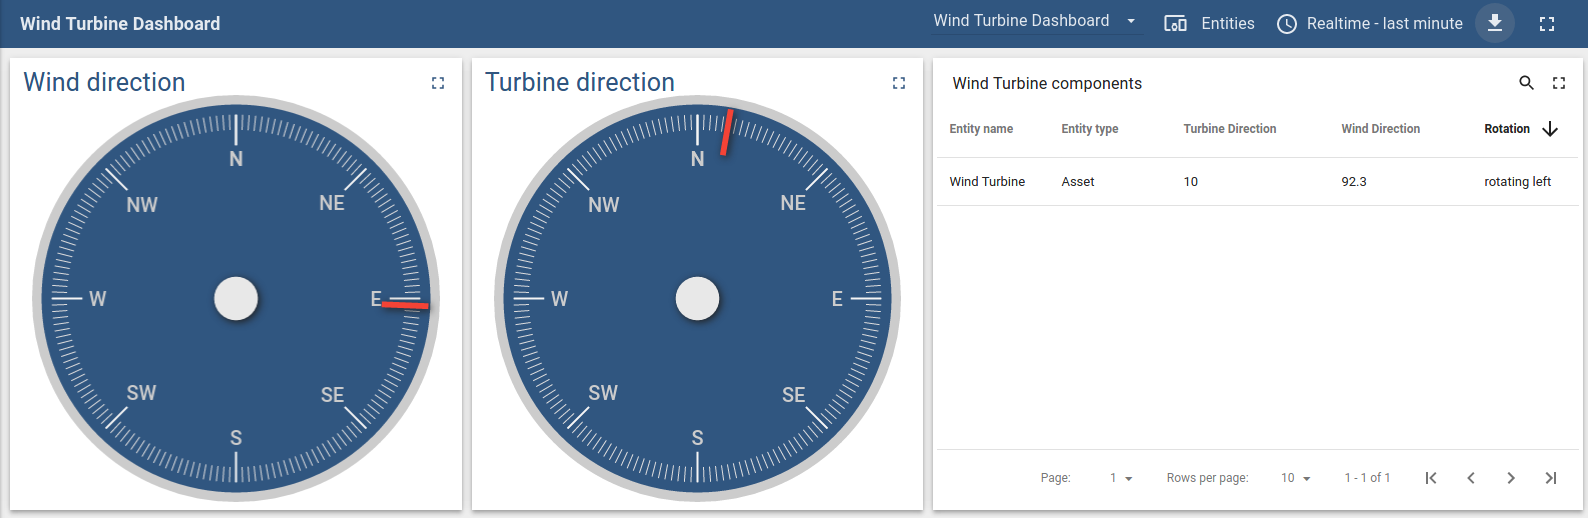 Wind Turbine Dashboard
Wind Turbine Dashboard
Entities
Realtime - last minute
Wind direction
N
NW
NE
W
E
SW
SE
S
Turbine direction
N
NW
NE
W
E
SW
SE
S
Wind Turbine components
Entity name Entity type Turbine Direction Wind Direction Rotation
Wind Turbine Asset 10 92.3 rotating left
Page: 1 Rows per page: 10 1 - 1 of 1